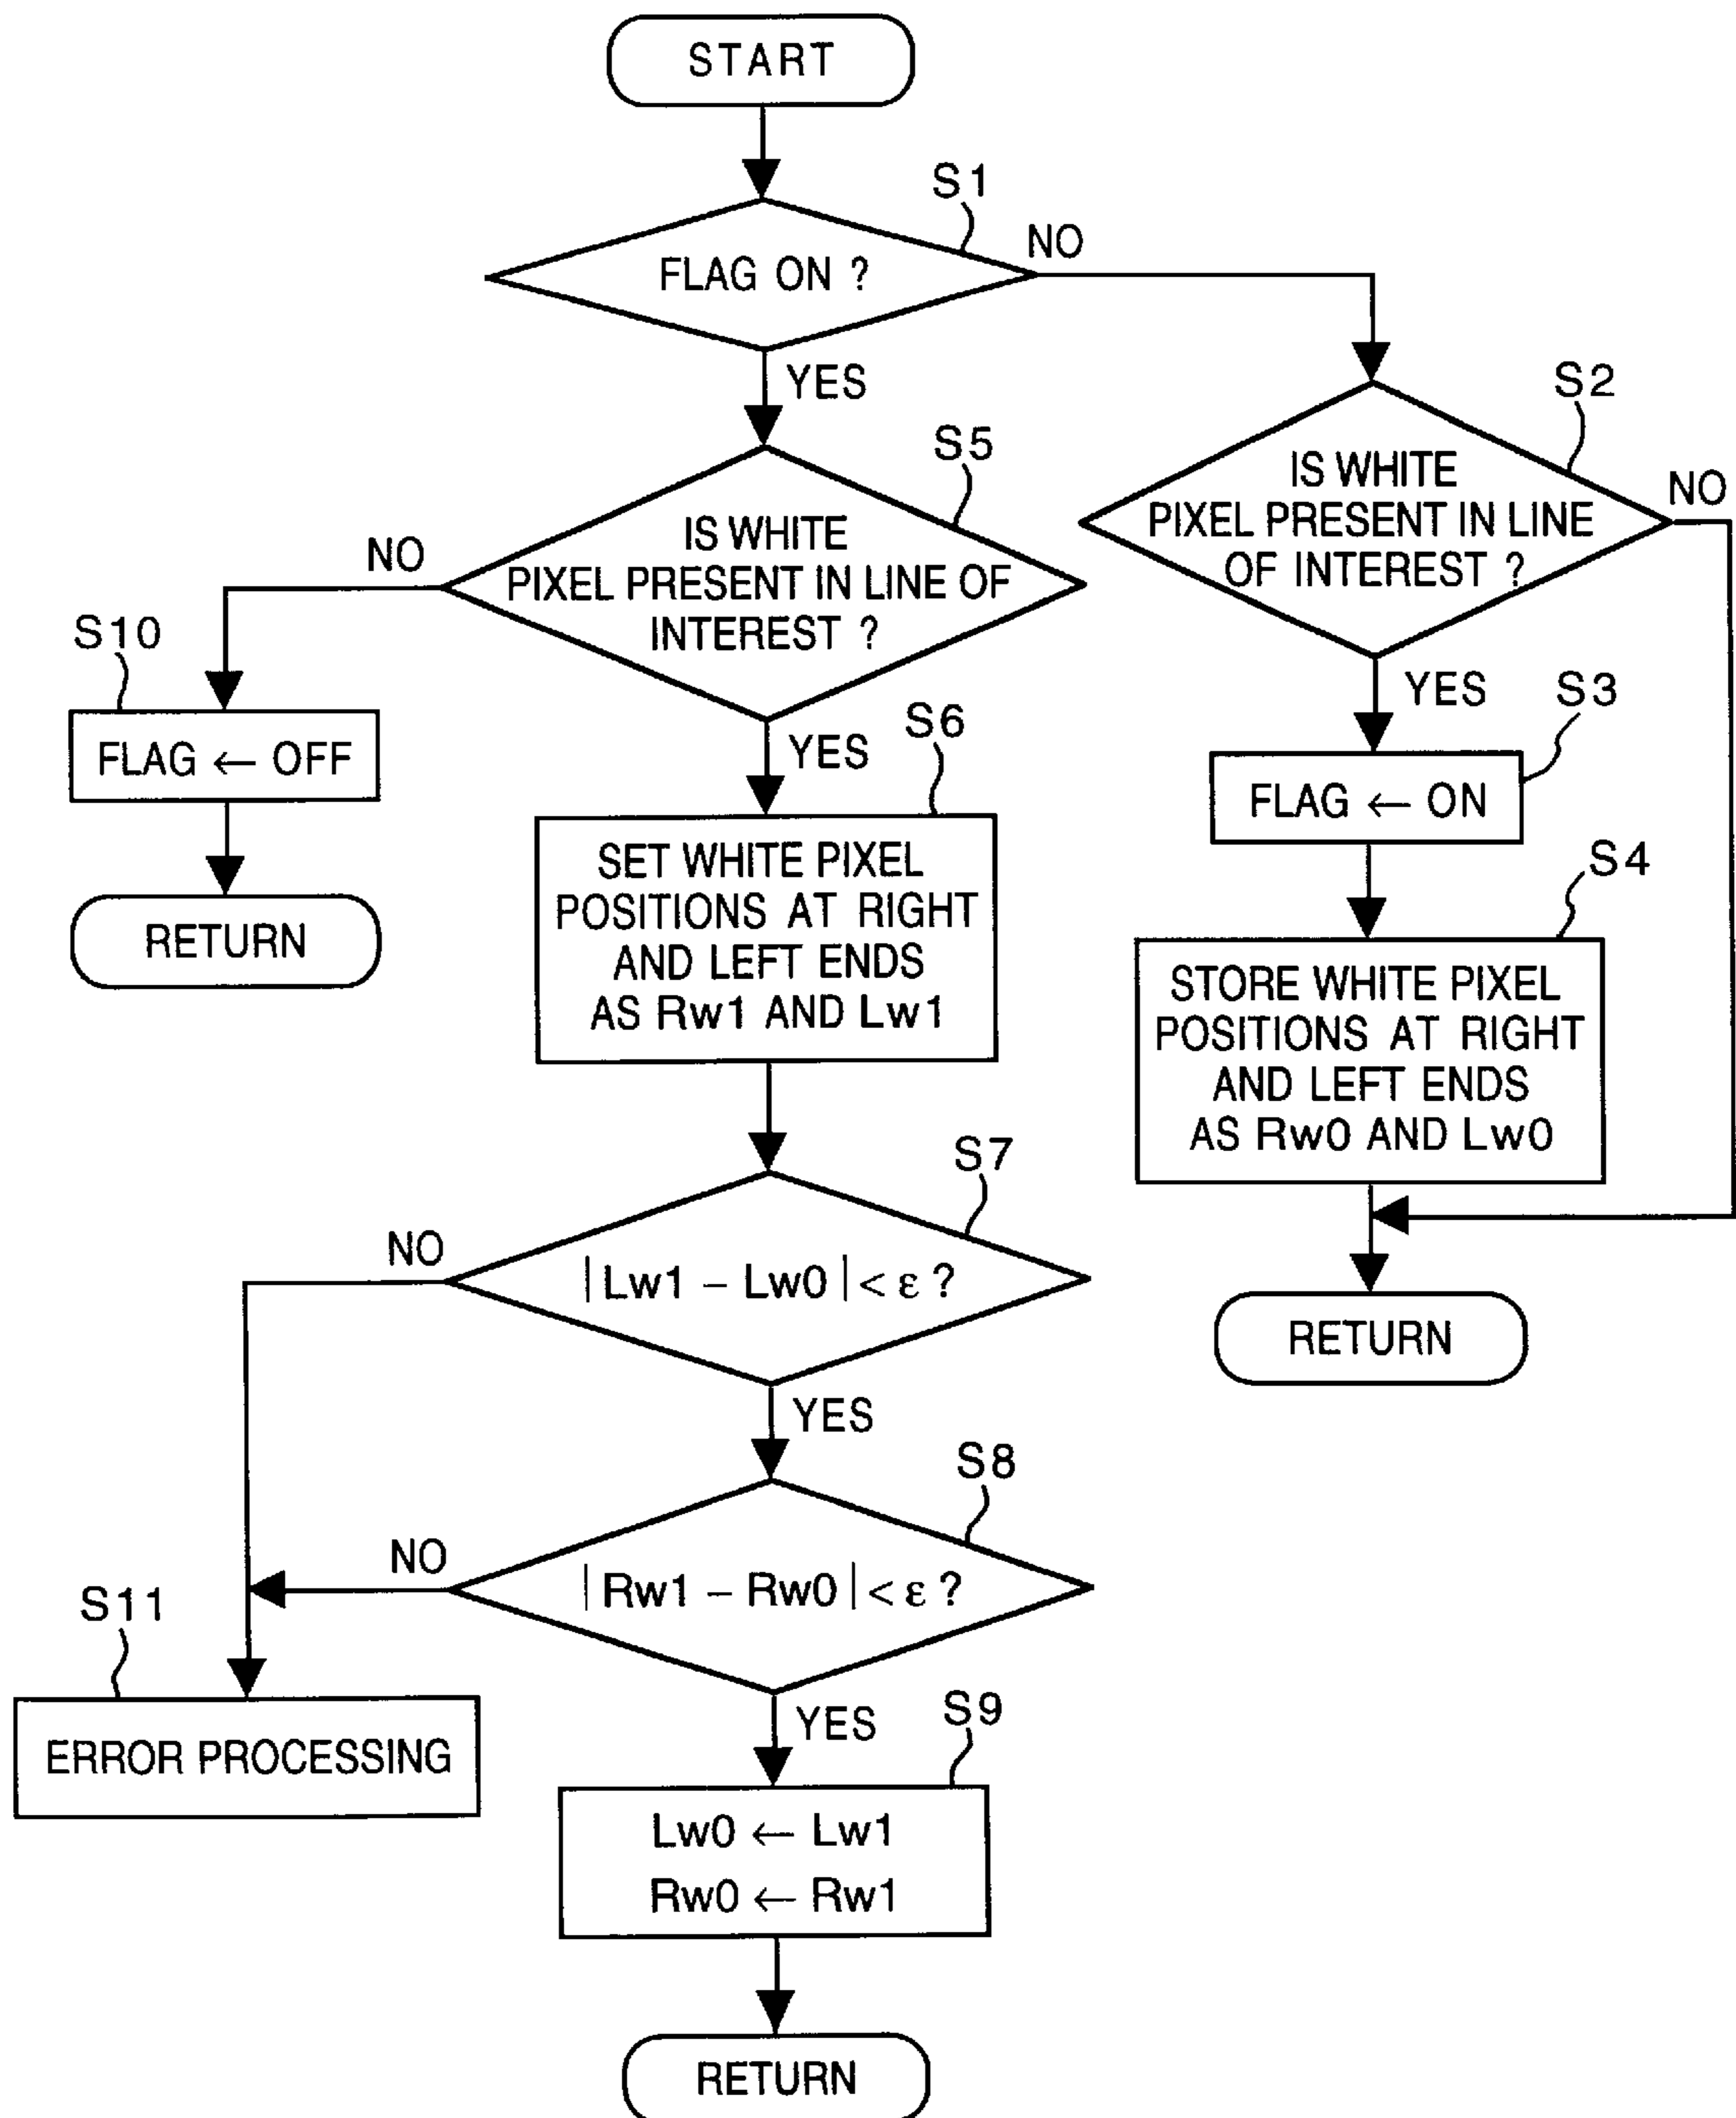 START
S1
FLAG ON ?
NO
YES
S2
IS WHITE
PIXEL PRESENT IN LINE
OF INTEREST ?
NO
YES
S3
FLAG ← ON
S4
STORE WHITE PIXEL
POSITIONS AT RIGHT
AND LEFT ENDS
AS Rw0 AND Lw0
RETURN
S5
IS WHITE
PIXEL PRESENT IN LINE OF
INTEREST ?
NO
S10
FLAG ← OFF
RETURN
YES
S6
SET WHITE PIXEL
POSITIONS AT RIGHT
AND LEFT ENDS
AS Rw1 AND Lw1
S7
| Lw1 – Lw0 | < ε ?
NO
YES
S8
| Rw1 – Rw0 | < ε ?
NO
S11
ERROR PROCESSING
YES
S9
Lw0 ← Lw1
Rw0 ← Rw1
RETURN